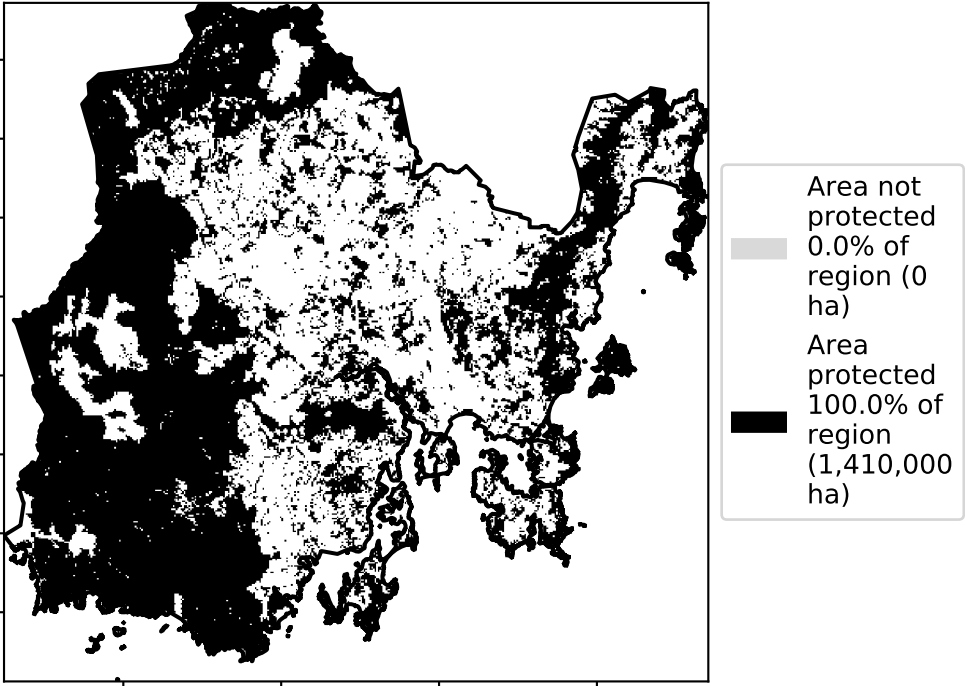 Area not
protected
0.0% of
region (0
ha)
Area
protected
100.0% of
region
(1,410,000
ha)